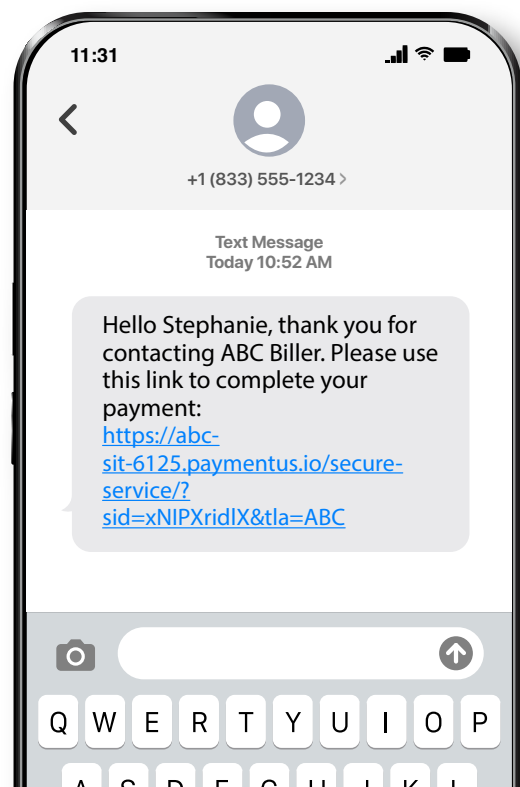 11:31
+1 (833) 555-1234
Text Message
Today 10:52 AM
Hello Stephanie, thank you for
contacting ABC Biller. Please use
this link to complete your
payment:
https://abc-
sit-6125.paymentus.io/secure-
service/?
sid=xNIPXridlX&tla=ABC
Q W E R T Y U I O P
A S D F G H J K L